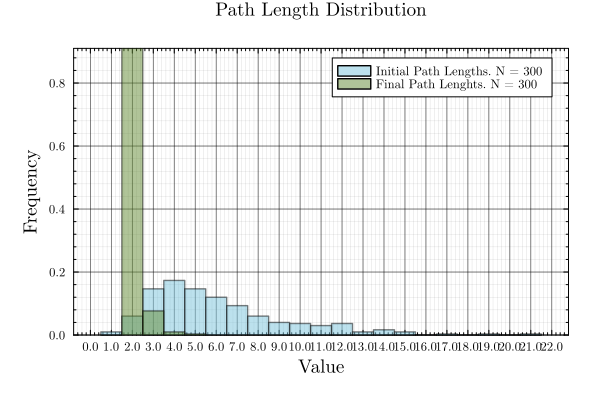 Path Length Distribution
Initial Path Lengths. N = 300
Final Path Lenghts. N = 300
0.8
0.6
0.4
0.2
0.0
Frequency
0.0 1.0 2.0 3.0 4.0 5.0 6.0 7.0 8.0 9.0 10.0 11.0 12.0 13.0 14.0 15.0 16.0 17.0 18.0 19.0 20.0 21.0 22.0
Value